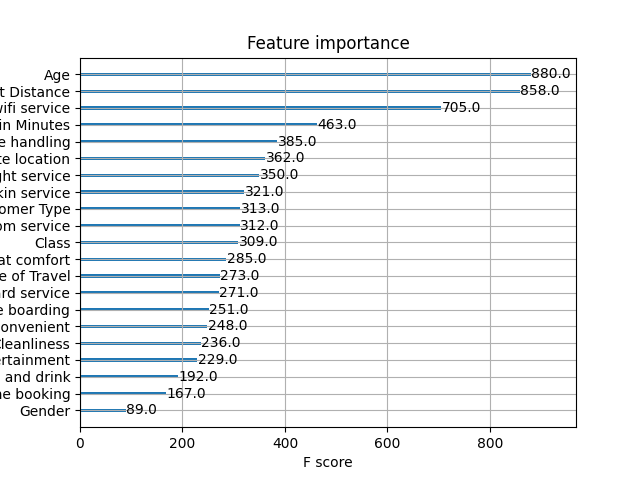 Feature importance
Age 880.0
t Distance 858.0
wifi service 705.0
in Minutes 463.0
e handling 385.0
te location 362.0
ght service 350.0
kin service 321.0
omer Type 313.0
om service 312.0
Class 309.0
at comfort 285.0
e of Travel 273.0
ard service 271.0
e boarding 251.0
onvenient 248.0
Cleanliness 236.0
ertainment 229.0
and drink 192.0
ne booking 167.0
Gender 89.0
0 200 400 600 800
F score